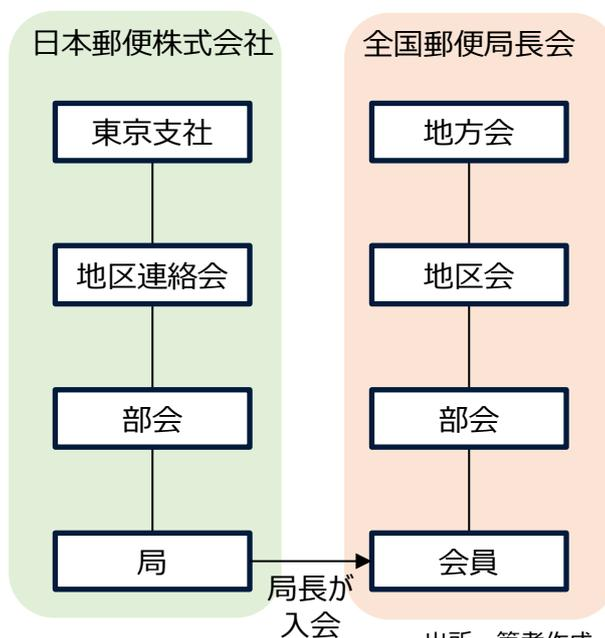 日本郵便株式会社
東京支社
地区連絡会
部会
局
全国郵便局長会
地方会
地区会
部会
会員
局長が
入会